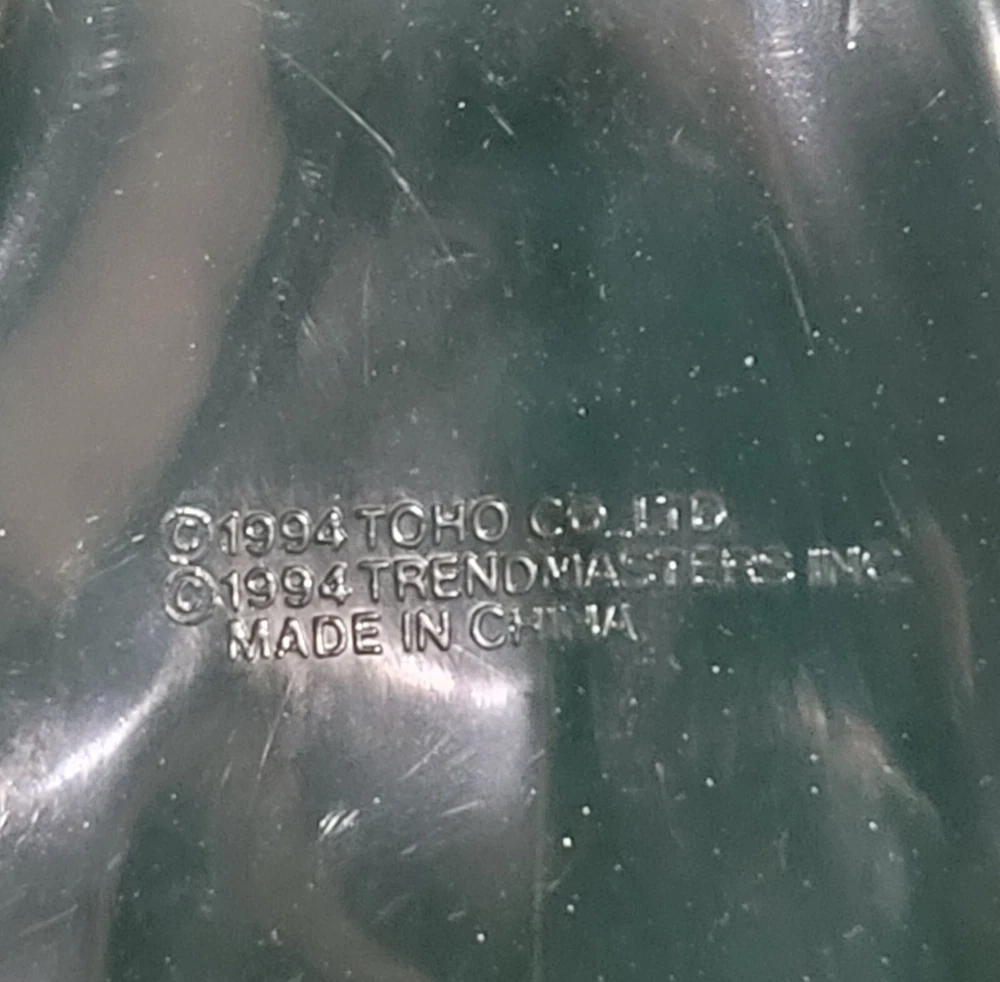 ©1994 TOHO CO.,LTD.
©1994 TRENDMASTERS INC.
MADE IN CHINA